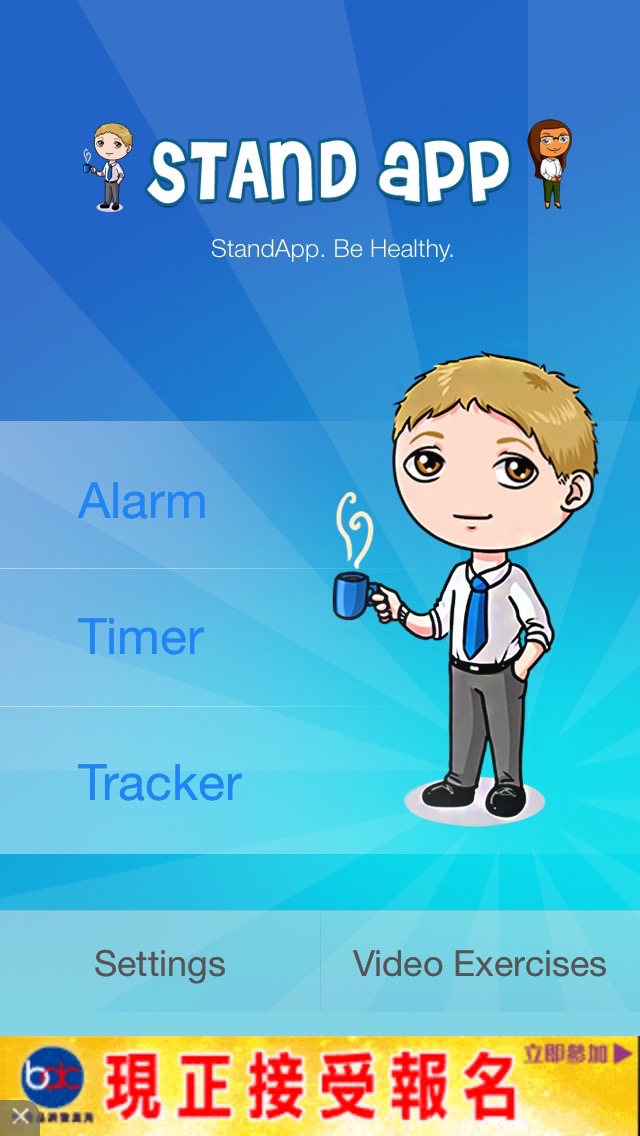 STAND APP
StandApp. Be Healthy.
Alarm
Timer
Tracker
Settings
Video Exercises
立即參加
bdc
現正接受報名